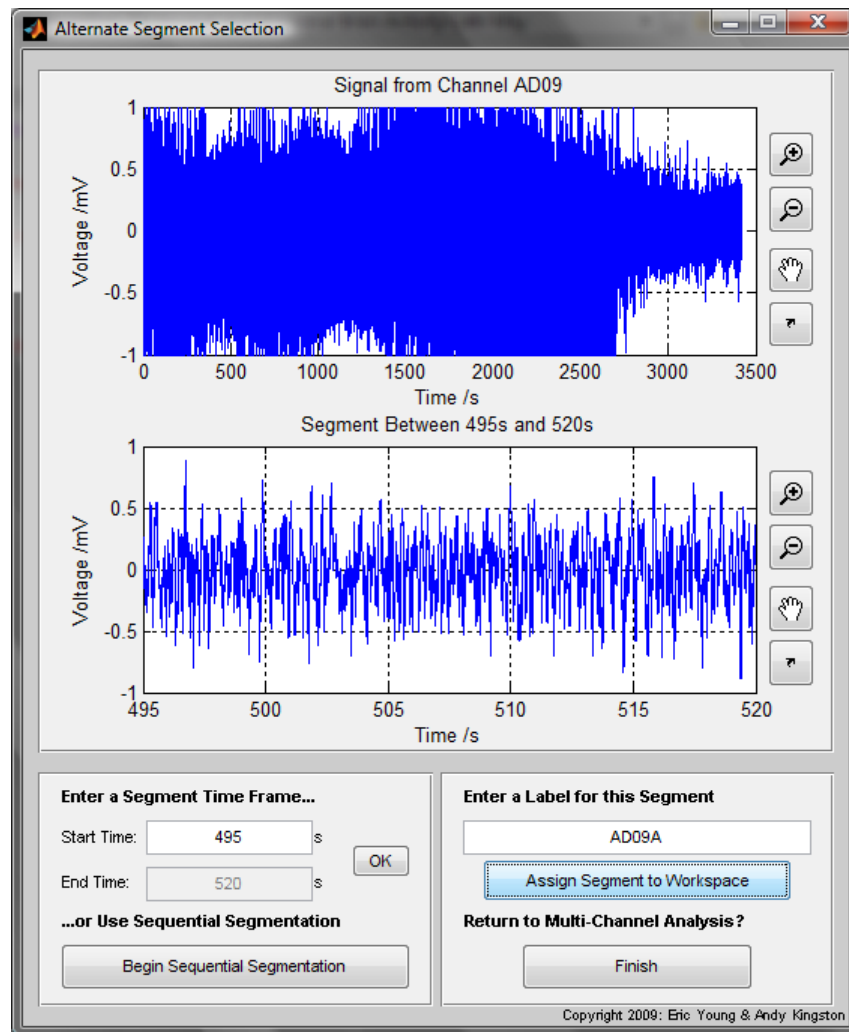 Alternate Segment Selection
Signal from Channel AD09
Voltage /mV
1
0.5
0
-0.5
-1
0 500 1000 1500 2000 2500 3000 3500
Time /s
Segment Between 495s and 520s
Voltage /mV
1
0.5
0
-0.5
-1
495 500 505 510 515 520
Time /s
Enter a Segment Time Frame...
Start Time: 495 s
OK
End Time: 520 s
...or Use Sequential Segmentation
Begin Sequential Segmentation
Enter a Label for this Segment
AD09A
Assign Segment to Workspace
Return to Multi-Channel Analysis?
Finish
Copyright 2009: Eric Young & Andy Kingston